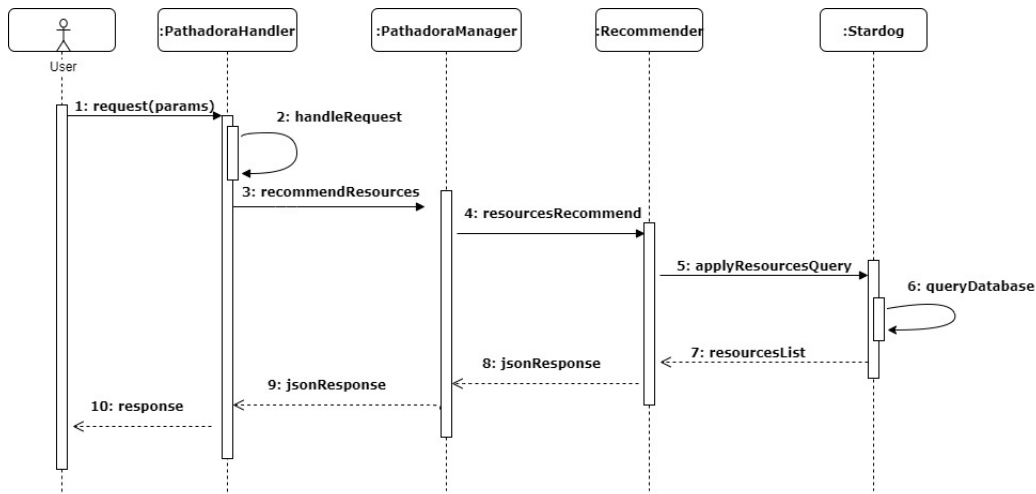 :PathadoraHandler
:PathadoraManager
:Recommender
:Stardog
User
1: request(params)
2: handleRequest
3: recommendResources
4: resourcesRecommend
5: applyResourcesQuery
6: queryDatabase
7: resourcesList
8: jsonResponse
9: jsonResponse
10: response